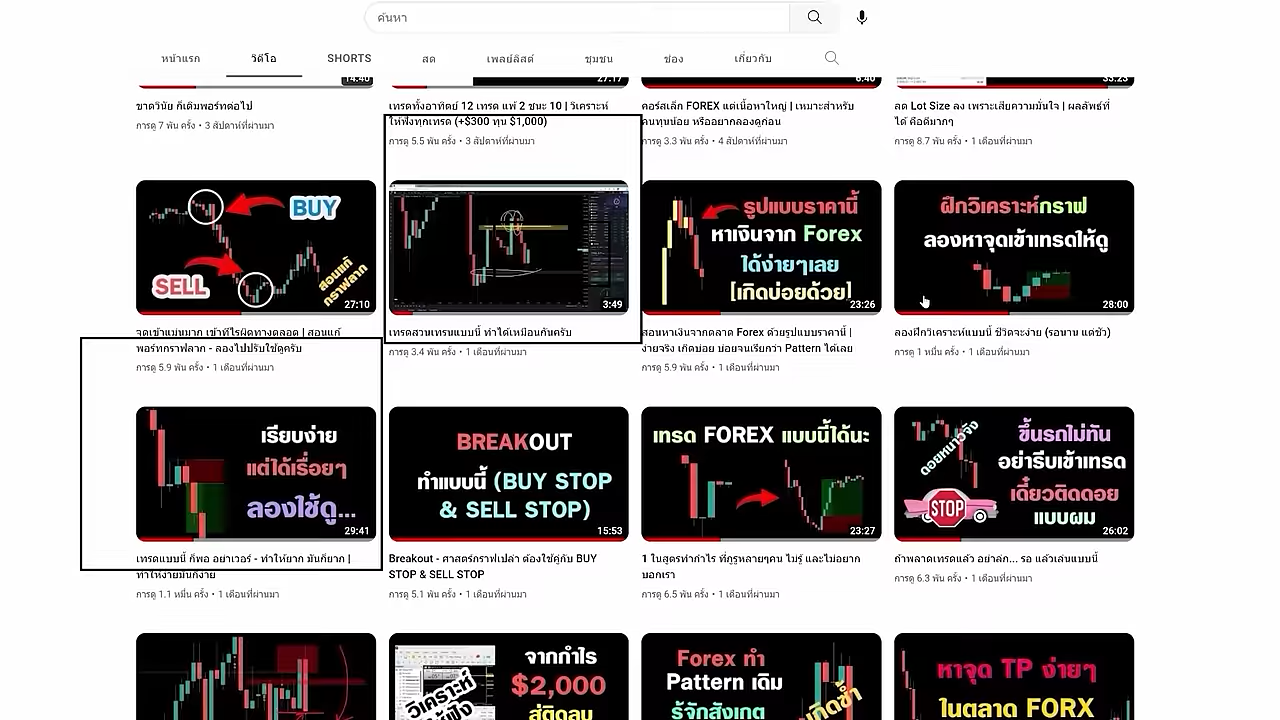 ค้นหา
หน้าแรก
วิดีโอ
SHORTS
สด
เพลย์ลิสต์
ชุมชน
ช่อง
เกี่ยวกับ
14:40
27:17
6:40
33:23
ขาดวินัย ก็เติมพอร์ทต่อไป
การดู 7 พัน ครั้ง • 3 สัปดาห์ที่ผ่านมา
เทรดทั้งอาทิตย์ 12 เทรด แพ้ 2 ชนะ 10 | วิเคราะห์
ให้ฟังทุกเทรด (+$300 ทุน $1,000)
การดู 5.5 พัน ครั้ง • 3 สัปดาห์ที่ผ่านมา
คอร์สเล็ก FOREX แต่เนื้อหาใหญ่ | เหมาะสำหรับ
คนทุนน้อย หรืออยากลองดูก่อน
การดู 3.3 พัน ครั้ง • 4 สัปดาห์ที่ผ่านมา
ลด Lot Size ลง เพราะเสียความมั่นใจ | ผลลัพธ์ที่
ได้ คือดีมากๆ
การดู 8.7 พัน ครั้ง • 1 เดือนที่ผ่านมา
BUY
SELL
สอนแก้
กราฟลาก
27:10
3:49
รูปแบบราคานี้
หาเงินจาก Forex
ได้ง่ายๆเลย
[เกิดบ่อยด้วย]
23:26
ฝึกวิเคราะห์กราฟ
ลองหาจุดเข้าเทรดให้ดู
28:00
จุดเข้าแม่นมาก เข้าทีไรผิดทางตลอด | สอนแก้
พอร์ทกราฟลาก - ลองไปปรับใช้ดูครับ
การดู 5.9 พัน ครั้ง • 1 เดือนที่ผ่านมา
เทรดสวนเทรนแบบนี้ ทำได้เหมือนกันครับ
การดู 3.4 พัน ครั้ง • 1 เดือนที่ผ่านมา
สอนหาเงินจากตลาด Forex ด้วยรูปแบบราคานี้ |
ง่ายจริง เกิดบ่อย บ่อยจนเรียกว่า Pattern ได้เลย
การดู 5.9 พัน ครั้ง • 1 เดือนที่ผ่านมา
ลองฝึกวิเคราะห์แบบนี้ ชีวิตจะง่าย (รอนาน แต่ชัว)
การดู 1 หมื่น ครั้ง • 1 เดือนที่ผ่านมา
เรียบง่าย
แต่ได้เรื่อยๆ
ลองใช้ดู...
29:41
BREAKOUT
ทำแบบนี้ (BUY STOP
& SELL STOP)
15:53
เทรด FOREX แบบนี้ได้นะ
23:27
ดอยหนาวจัง
ขึ้นรถไม่ทัน
อย่ารีบเข้าเทรด
เดี๋ยวติดดอย
แบบผม
STOP
26:02
เทรดแบบนี้ ก็พอ อย่าเวอร์ - ทำให้ยาก มันก็ยาก |
ทำให้ง่ายมันก็ง่าย
การดู 1.1 หมื่น ครั้ง • 1 เดือนที่ผ่านมา
Breakout - ศาสตร์กราฟเปล่า ต้องใช้คู่กับ BUY
STOP & SELL STOP
การดู 5.1 พัน ครั้ง • 1 เดือนที่ผ่านมา
1 ในสูตรทำกำไร ที่กูรูหลายๆคน ไม่รู้ และไม่อยาก
บอกเรา
การดู 6.5 พัน ครั้ง • 1 เดือนที่ผ่านมา
ถ้าพลาดเทรดแล้ว อย่าลัก... รอ แล้วเล่นแบบนี้
การดู 6.3 พัน ครั้ง • 1 เดือนที่ผ่านมา
วิเคราะห์
ให้ฟัง
จากกำไร
$2,000
สู่ติดลบ
Forex ทำ
Pattern เดิม
รู้จักสังเกต
เกิดซ้ำ
หาจุด TP ง่ายๆ
ในตลาด FORX